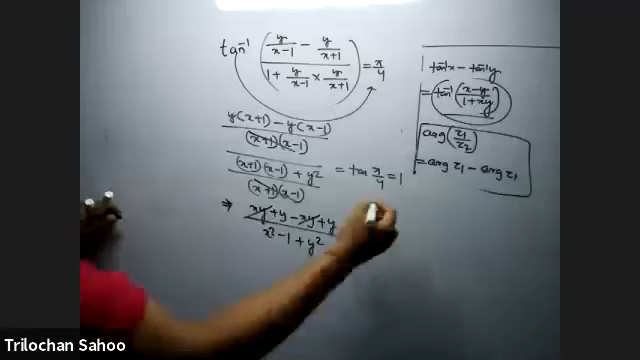 tan⁻¹ ( (y/(x-1) - y/(x+1)) / (1 + y/(x-1) × y/(x+1)) ) = π/4
y(x+1) - y(x-1)
(x+1)(x-1)
(x+1)(x-1) + y² = tan π/4 = 1
(x+1)(x-1)
⇒ (xy + y - xy + y) / (x² - 1 + y²)
tan⁻¹x - tan⁻¹y
= tan⁻¹ ( (x-y) / (1+xy) )
arg (z₁/z₂)
= arg z₁ - arg z₁
Trilochan Sahoo